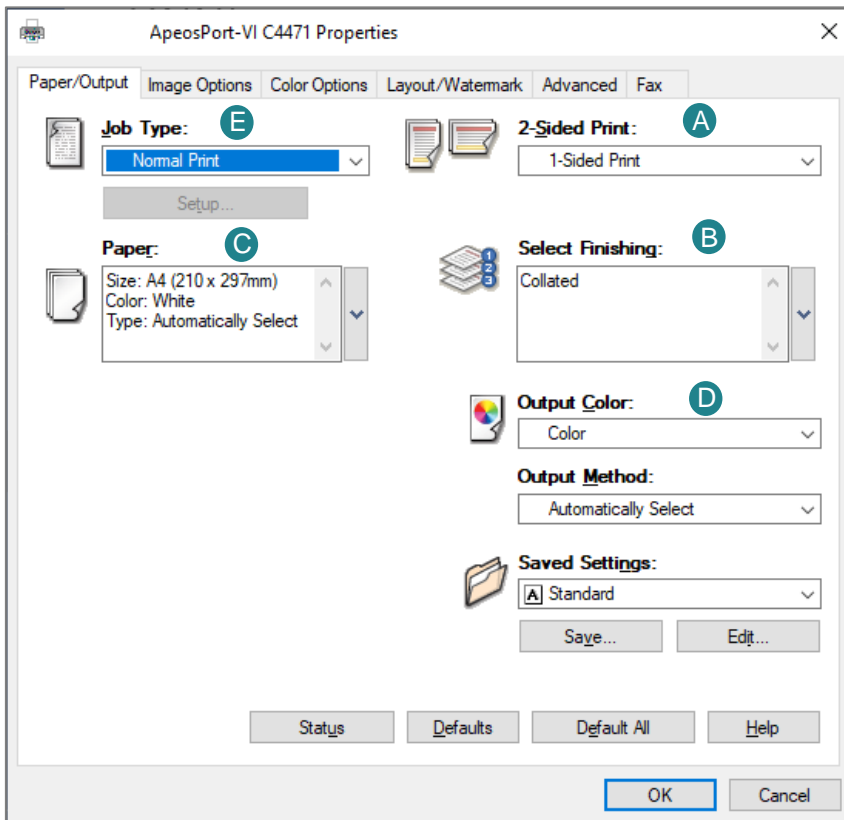 ApeosPort-VI C4471 Properties
Paper/Output Image Options Color Options Layout/Watermark Advanced Fax
Job Type: E
Normal Print
Setup...
2-Sided Print: A
1-Sided Print
Paper: C
Size: A4 (210 x 297mm)
Color: White
Type: Automatically Select
Select Finishing: B
1
2
3
Collated
Output Color: D
Color
Output Method:
Automatically Select
Saved Settings:
A Standard
Save... Edit...
Status Defaults Default All Help
OK Cancel